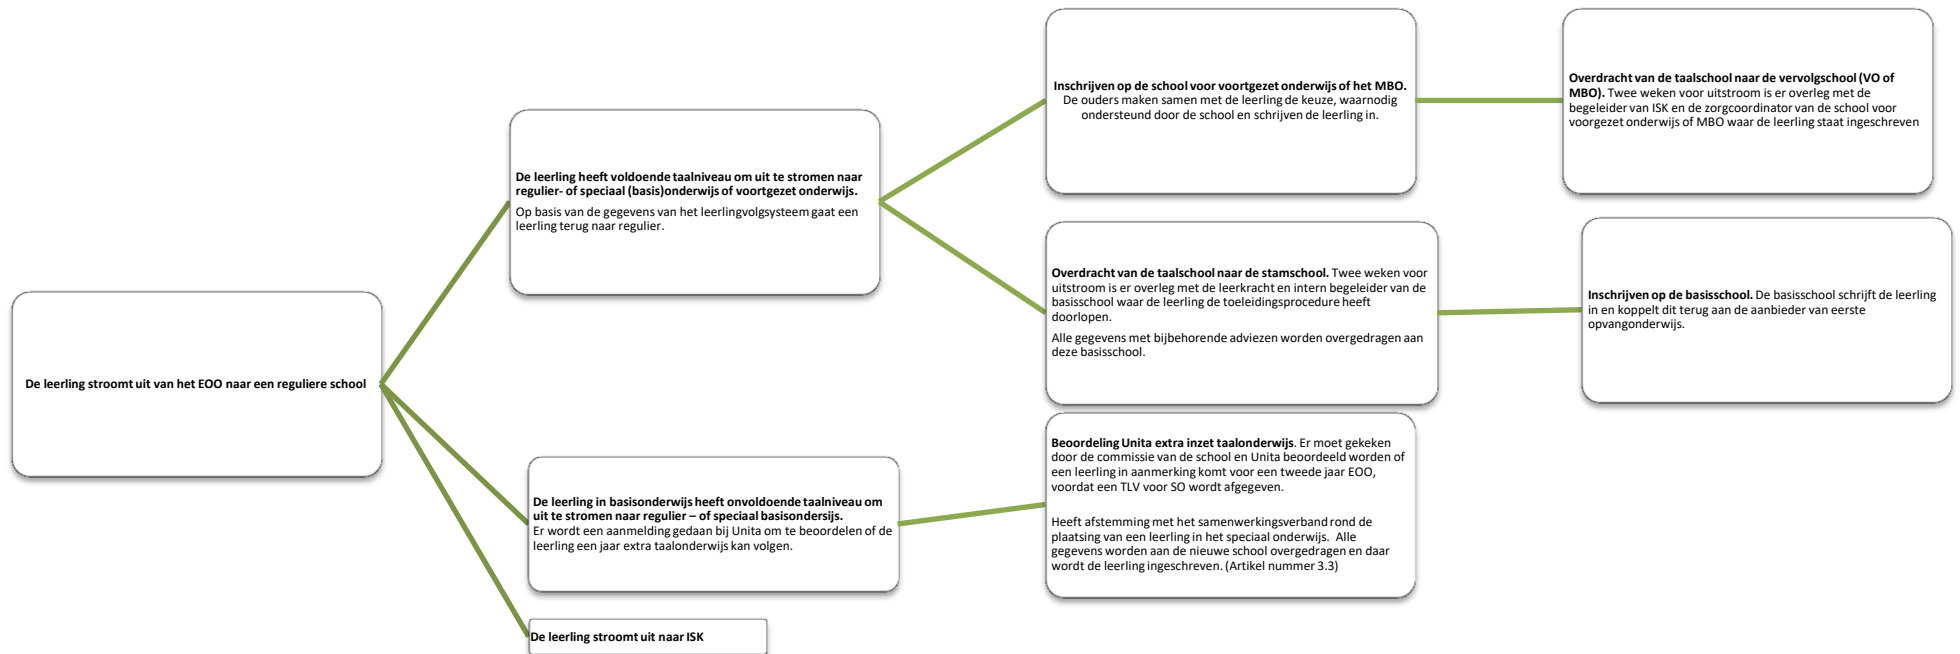 De leerling stroomt uit van het EOO naar een reguliere school
De leerling heeft voldoende taalniveau om uit te stromen naar
regulier- of speciaal (basis)onderwijs of voortgezet onderwijs.
Op basis van de gegevens van het leerlingvolgsysteem gaat een
leerling terug naar regulier.
Inschrijven op de school voor voortgezet onderwijs of het MBO.
De ouders maken samen met de leerling de keuze, waarnodig
ondersteund door de school en schrijven de leerling in.
Overdracht van de taalschool naar de vervolgschool (VO of
MBO). Twee weken voor uitstroom is er overleg met de
begeleider van ISK en de zorgcoordinator van de school voor
voorgezet onderwijs of MBO waar de leerling staat ingeschreven
Overdracht van de taalschool naar de stamschool. Twee weken voor
uitstroom is er overleg met de leerkracht en intern begeleider van de
basisschool waar de leerling de toeleidingsprocedure heeft
doorlopen.
Alle gegevens met bijbehorende adviezen worden overgedragen aan
deze basisschool.
Inschrijven op de basisschool. De basisschool schrijft de leerling
in en koppelt dit terug aan de aanbieder van eerste
opvangonderwijs.
De leerling in basisonderwijs heeft onvoldoende taalniveau om
uit te stromen naar regulier – of speciaal basisondersijs.
Er wordt een aanmelding gedaan bij Unita om te beoordelen of de
leerling een jaar extra taalonderwijs kan volgen.
Beoordeling Unita extra inzet taalonderwijs. Er moet gekeken
door de commissie van de school en Unita beoordeeld worden of
een leerling in aanmerking komt voor een tweede jaar EOO,
voordat een TLV voor SO wordt afgegeven.
Heeft afstemming met het samenwerkingsverband rond de
plaatsing van een leerling in het speciaal onderwijs. Alle
gegevens worden aan de nieuwe school overgedragen en daar
wordt de leerling ingeschreven. (Artikel nummer 3.3)
De leerling stroomt uit naar ISK